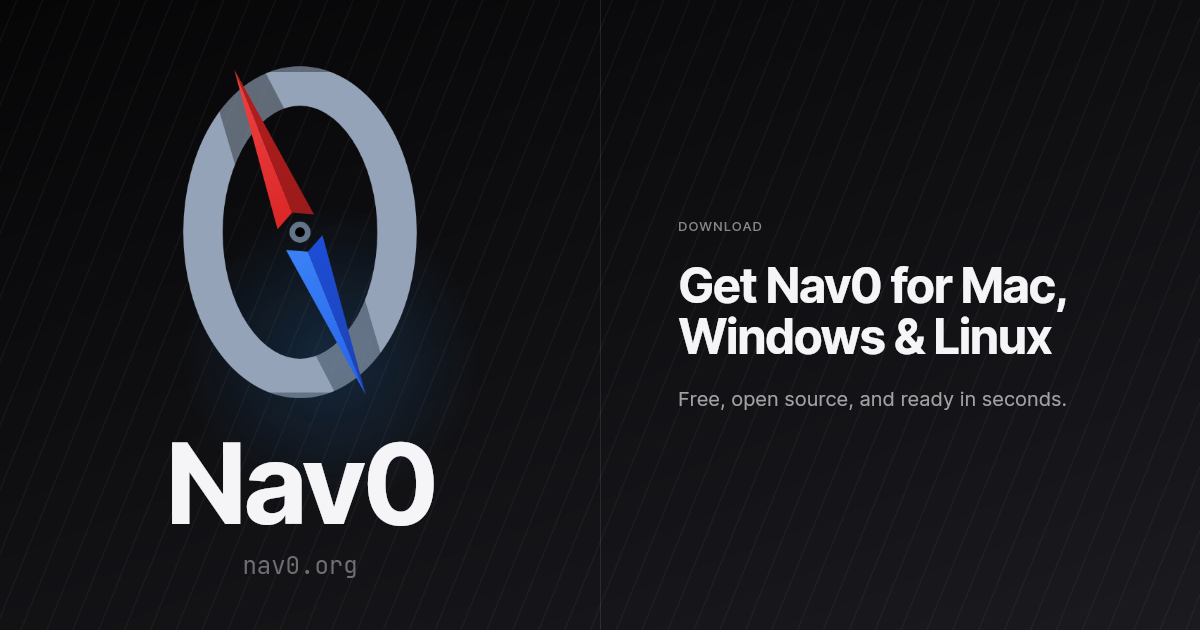 Nav0
nav0.org
DOWNLOAD
Get Nav0 for Mac,
Windows & Linux
Free, open source, and ready in seconds.